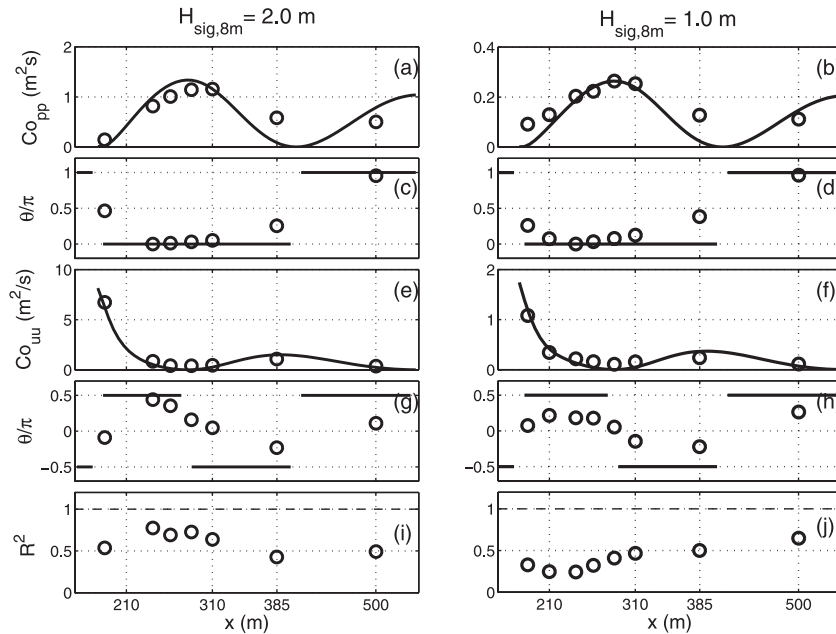 H_sig,8m = 2.0 m
H_sig,8m = 1.0 m
Co_pp (m²s)
2
1
0
(a)
0.4
0.2
0
(b)
θ/π
1
0.5
0
(c)
1
0.5
0
(d)
Co_uu (m²/s)
10
5
0
(e)
2
1
0
(f)
θ/π
0.5
0
−0.5
(g)
0.5
0
−0.5
(h)
R²
1
0.5
0
(i)
1
0.5
0
(j)
210 310 385 500
210 310 385 500
x (m)
x (m)